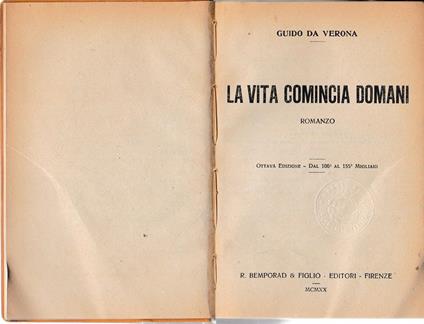 GUIDO DA VERONA
LA VITA COMINCIA DOMANI
ROMANZO
OTTAVA EDIZIONE - DAL 106° AL 155° MIGLIAIO
R. BEMPORAD & FIGLIO - EDITORI - FIRENZE
MCMXX